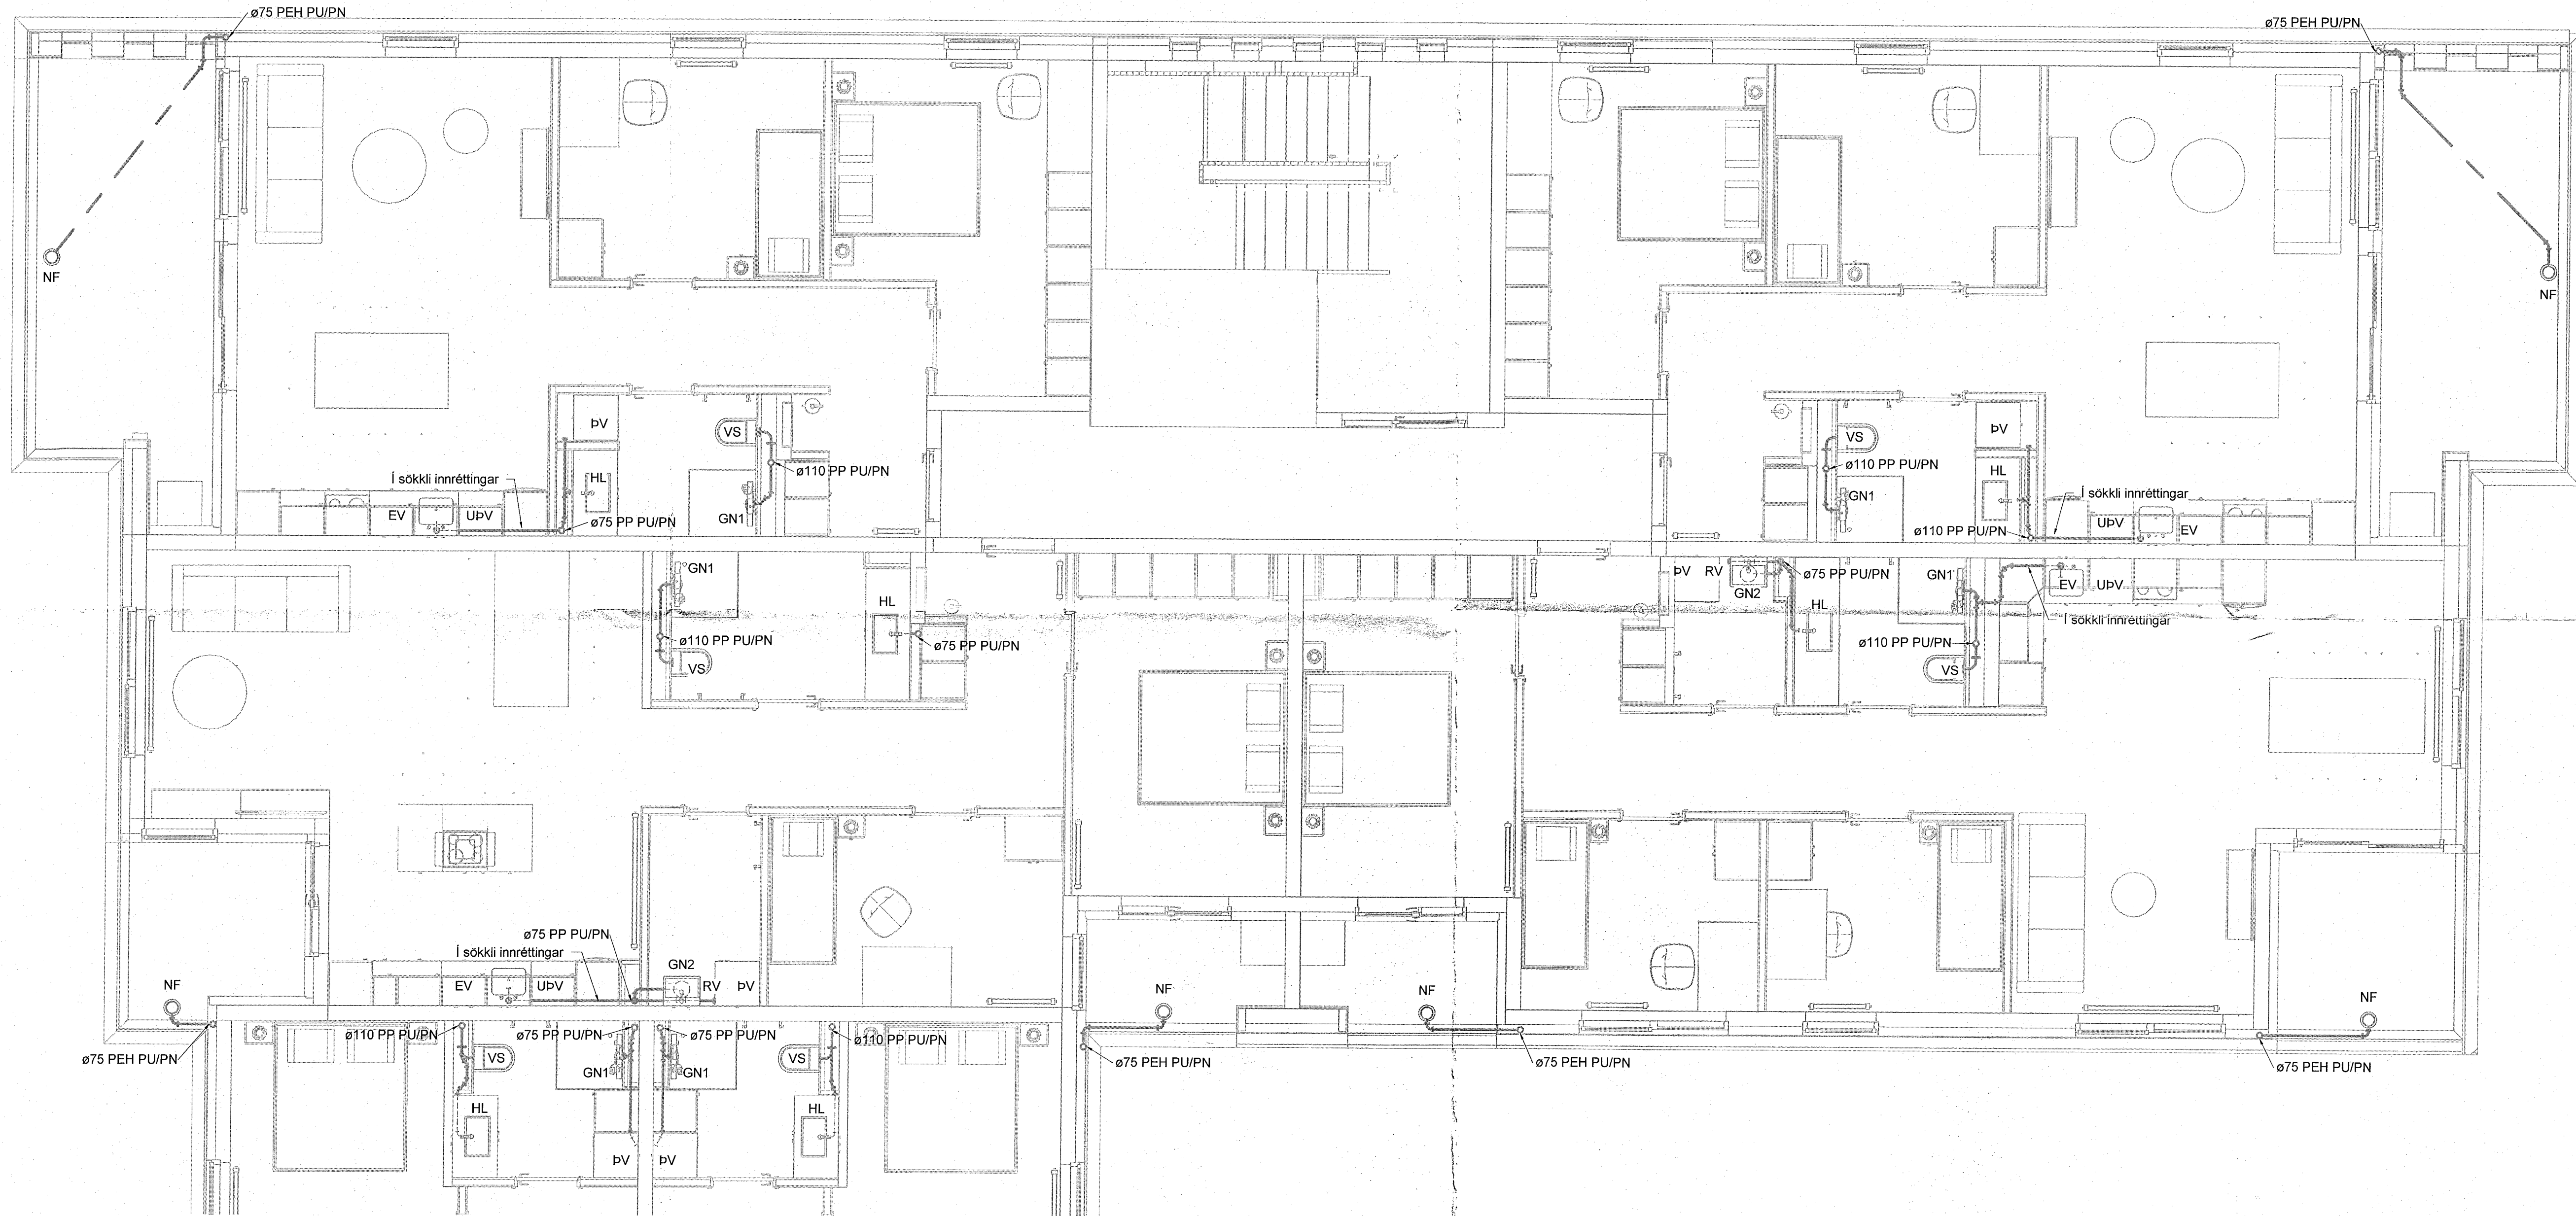 ø75 PEH PU/PN
ø75 PEH PU/PN
NF
NF
ÞV
VS
ø110 PP PU/PN
HL
Í sökkli innréttingar
EV
UÞV
GN1
ø75 PP PU/PN
VS
ÞV
ø110 PP PU/PN
HL
GN1
Í sökkli innréttingar
ø110 PP PU/PN
UÞV
EV
GN1
HL
ø110 PP PU/PN
ø75 PP PU/PN
VS
ÞV
RV
GN2
ø75 PP PU/PN
HL
GN1
EV
UÞV
Í sökkli innréttingar
ø110 PP PU/PN
VS
ø75 PP PU/PN
Í sökkli innréttingar
GN2
EV
UÞV
RV
ÞV
NF
NF
NF
NF
ø75 PEH PU/PN
ø110 PP PU/PN
ø75 PP PU/PN
ø75 PP PU/PN
ø110 PP PU/PN
VS
GN1
GN1
VS
ø75 PEH PU/PN
ø75 PEH PU/PN
ø75 PEH PU/PN
HL
HL
ÞV
ÞV